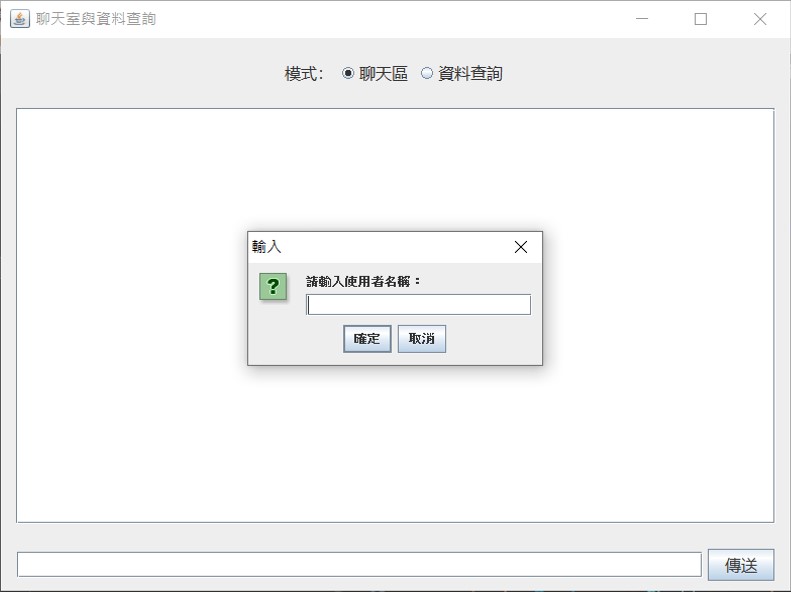 聊天室與資料查詢
模式： 聊天區 資料查詢
輸入
請輸入使用者名稱：
確定 取消
傳送